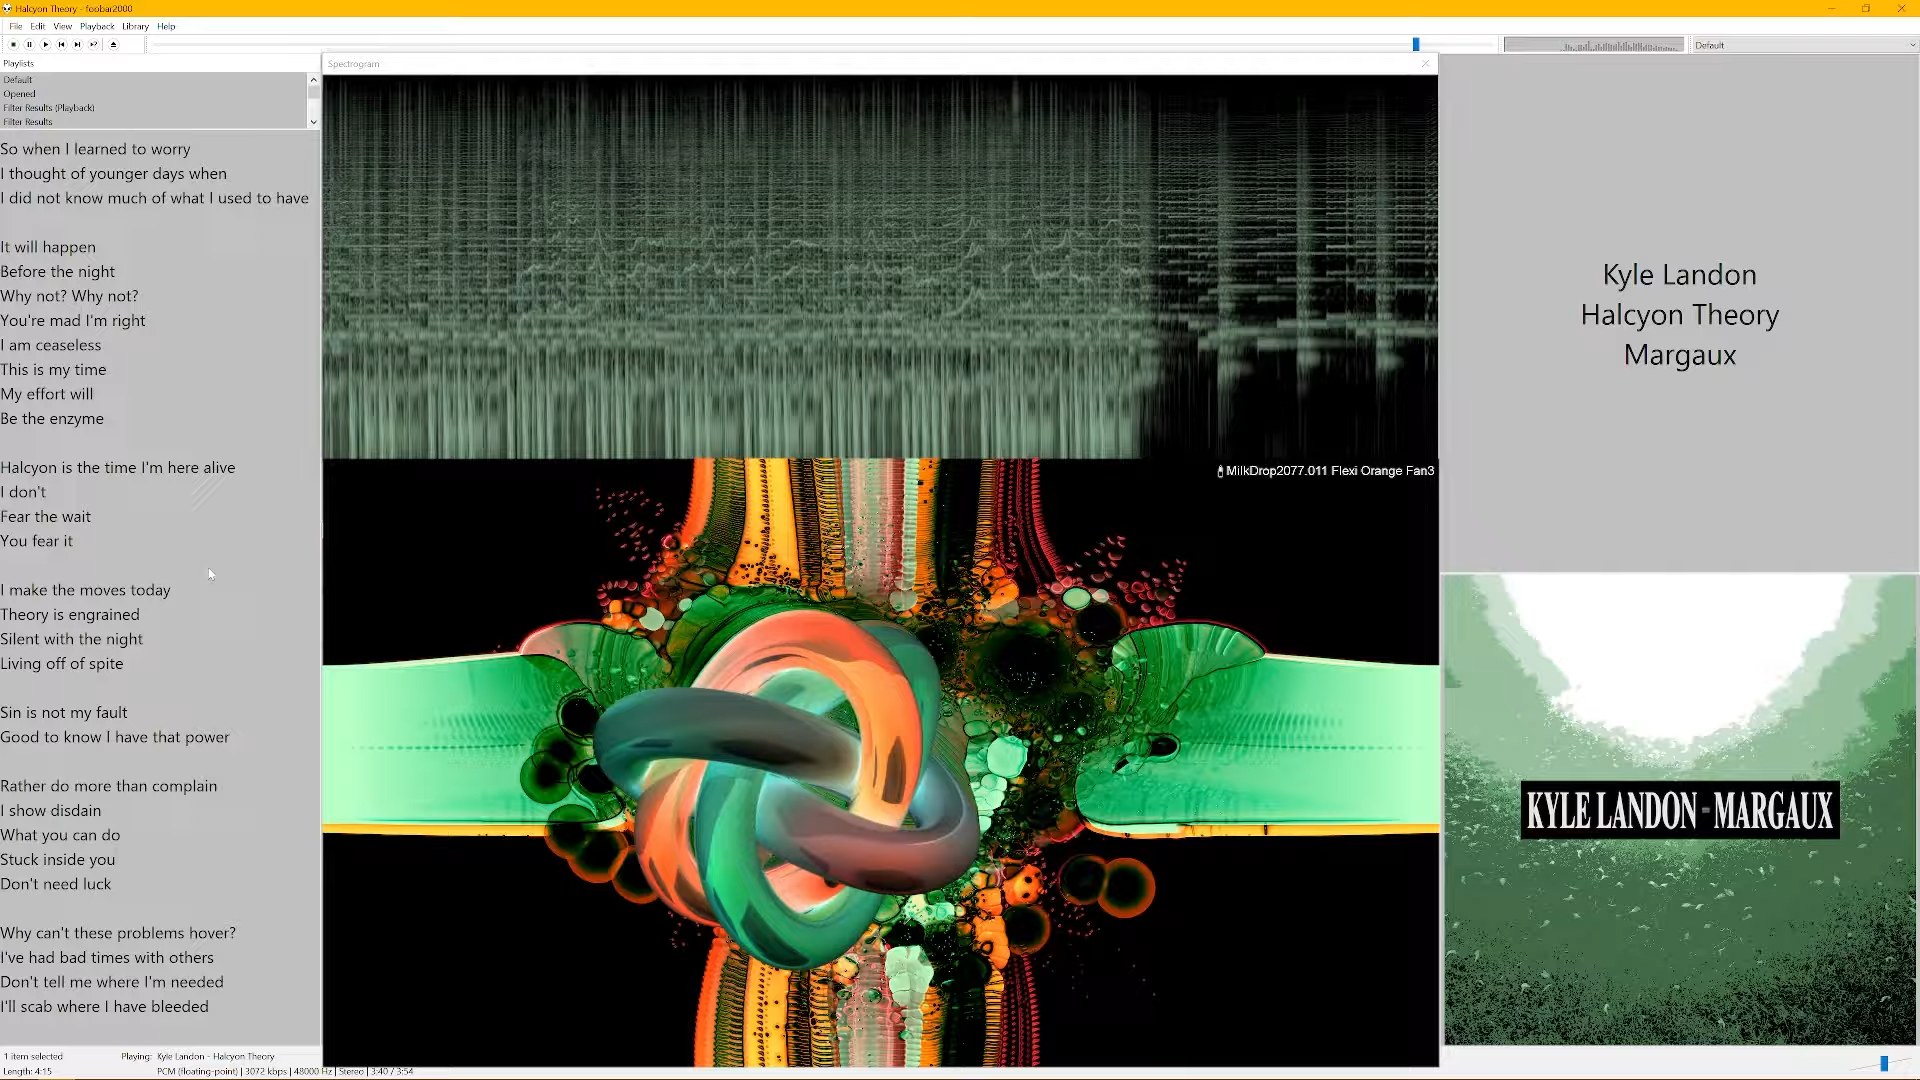 Halcyon Theory - foobar2000
File Edit View Playback Library Help
Default
Playlists
Default
Opened
Filter Results (Playback)
Filter Results
So when I learned to worry
I thought of younger days when
I did not know much of what I used to have
It will happen
Before the night
Why not? Why not?
You're mad I'm right
I am ceaseless
This is my time
My effort will
Be the enzyme
Halcyon is the time I'm here alive
I don't
Fear the wait
You fear it
I make the moves today
Theory is engrained
Silent with the night
Living off of spite
Sin is not my fault
Good to know I have that power
Rather do more than complain
I show disdain
What you can do
Stuck inside you
Don't need luck
Why can't these problems hover?
I've had bad times with others
Don't tell me where I'm needed
I'll scab where I have bleeded
Spectrogram
MilkDrop2077.011 Flexi Orange Fan3
Kyle Landon
Halcyon Theory
Margaux
KYLE LANDON - MARGAUX
1 item selected
Playing: Kyle Landon - Halcyon Theory
Length: 4:15
PCM (floating-point) | 3072 kbps | 48000 Hz | Stereo | 3:40 / 3:54